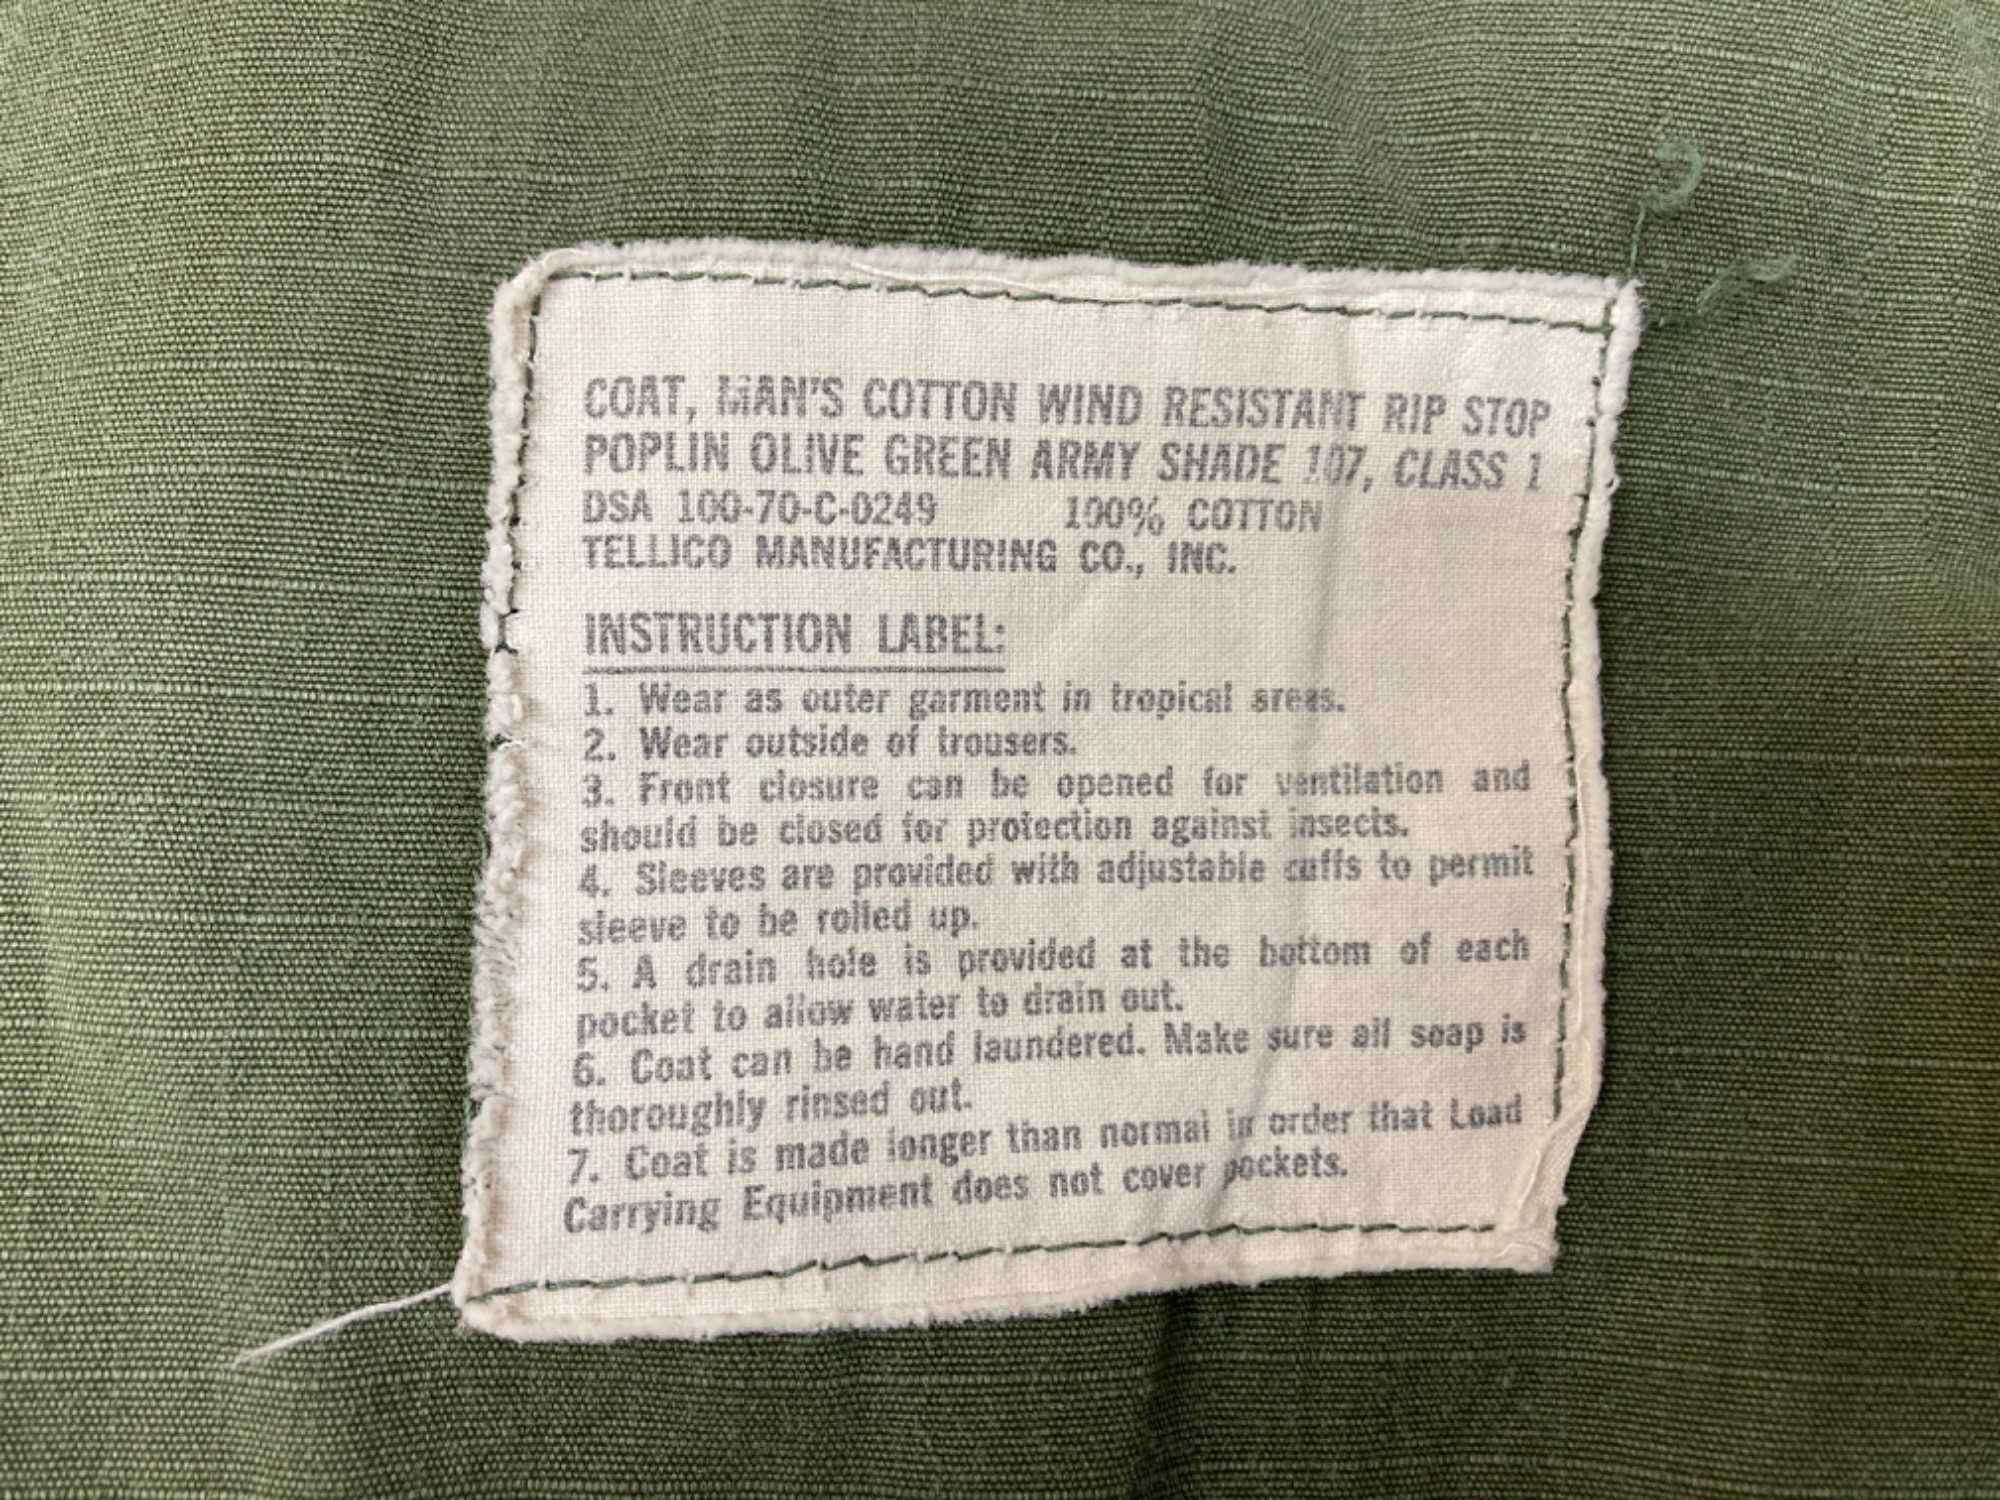 COAT, MAN'S COTTON WIND RESISTANT RIP STOP
POPLIN OLIVE GREEN ARMY SHADE 107, CLASS 1
DSA 100-70-C-0249 100% COTTON
TELLICO MANUFACTURING CO., INC.
INSTRUCTION LABEL:
1. Wear as outer garment in tropical areas.
2. Wear outside of trousers.
3. Front closure can be opened for ventilation and
should be closed for protection against insects.
4. Sleeves are provided with adjustable cuffs to permit
sleeve to be rolled up.
5. A drain hole is provided at the bottom of each
pocket to allow water to drain out.
6. Coat can be hand laundered. Make sure all soap is
thoroughly rinsed out.
7. Coat is made longer than normal in order that Load
Carrying Equipment does not cover pockets.